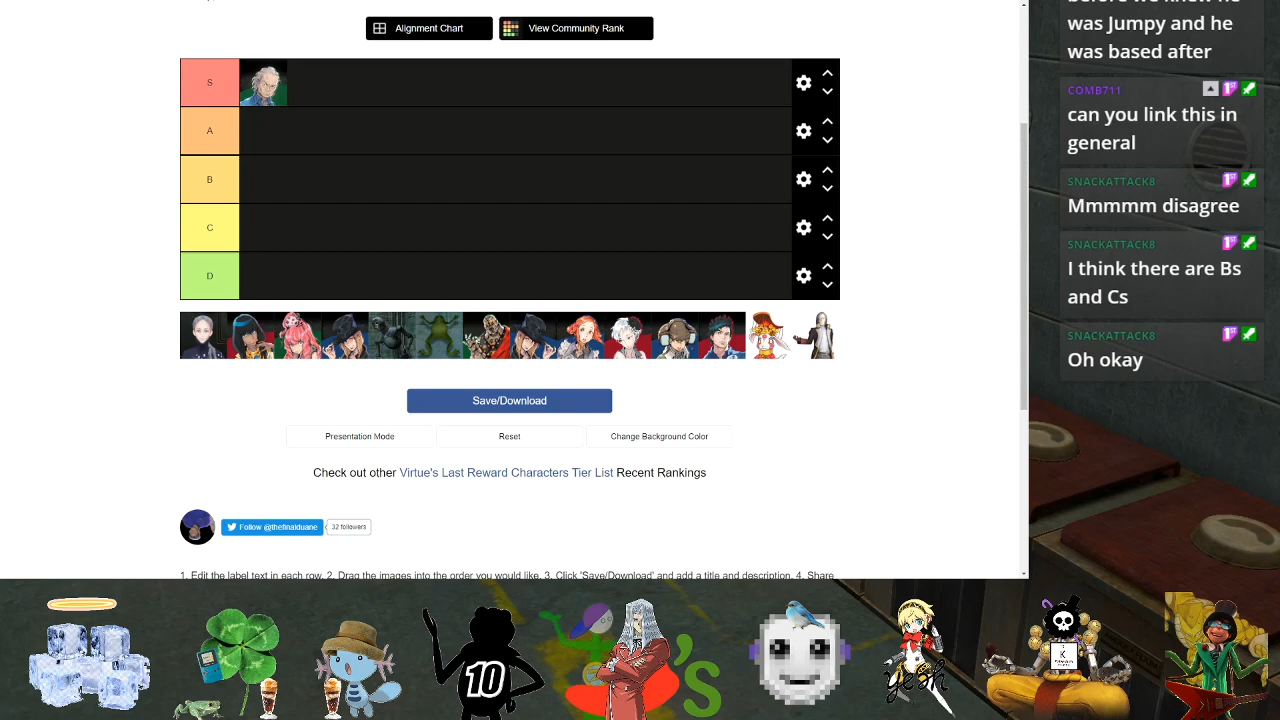 Alignment Chart
View Community Rank
S
A
B
C
D
Save/Download
Presentation Mode
Reset
Change Background Color
Check out other Virtue's Last Reward Characters Tier List Recent Rankings
Follow @thefinalduane
32 followers
1. Edit the label text in each row. 2. Drag the images into the order you would like. 3. Click 'Save/Download' and add a title and description. 4. Share
was Jumpy and he
was based after
COMB711
can you link this in
general
SNACKATTACK8
Mmmmm disagree
SNACKATTACK8
I think there are Bs
and Cs
SNACKATTACK8
Oh okay
10
's
yeah
K